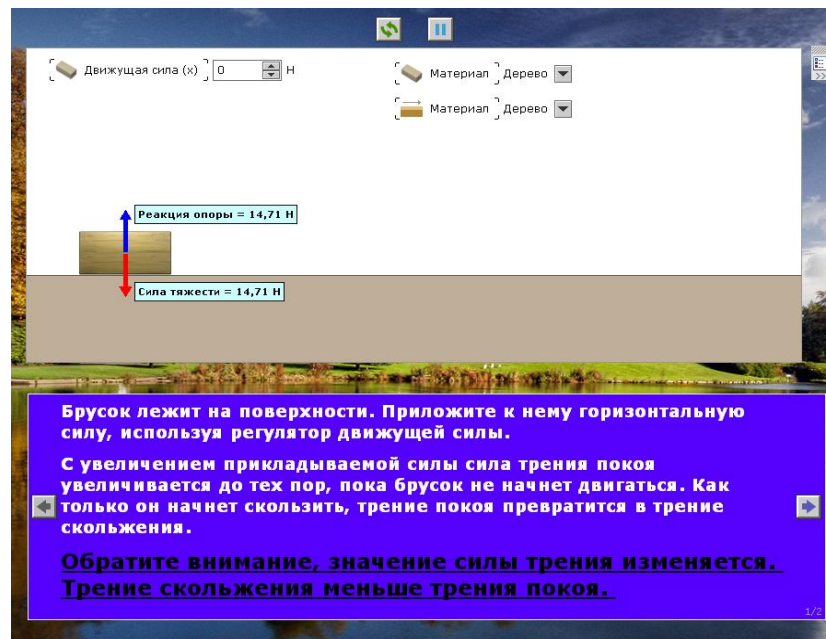 Движущая сила (x) 0 Н
Материал Дерево
Материал Дерево
Реакция опоры = 14,71 Н
Сила тяжести = 14,71 Н
Брусок лежит на поверхности. Приложите к нему горизонтальную
силу, используя регулятор движущей силы.
С увеличением прикладываемой силы сила трения покоя
увеличивается до тех пор, пока брусок не начнет двигаться. Как
только он начнет скользить, трение покоя превратится в трение
скольжения.
Обратите внимание, значение силы трения изменяется.
Трение скольжения меньше трения покоя.
1/2